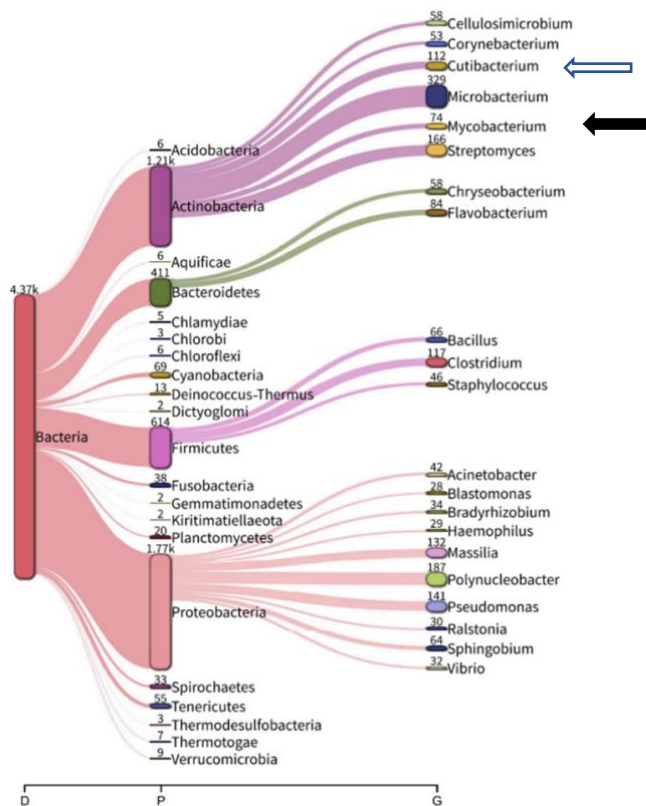 58
Cellulosimicrobium
53
Corynebacterium
112
Cutibacterium
329
Microbacterium
74
Mycobacterium
166
Streptomyces
58
Chryseobacterium
84
Flavobacterium
66
Bacillus
117
Clostridium
46
Staphylococcus
42
Acinetobacter
28
Blastomonas
34
Bradyrhizobium
29
Haemophilus
132
Massilia
187
Polynucleobacter
141
Pseudomonas
30
Ralstonia
64
Sphingobium
32
Vibrio
6
Acidobacteria
1.21k
Actinobacteria
6
Aquificae
411
Bacteroidetes
5
Chlamydiae
3
Chlorobi
6
Chloroflexi
69
Cyanobacteria
13
Deinococcus-Thermus
2
Dictyoglomi
614
Firmicutes
38
Fusobacteria
2
Gemmatimonadetes
2
Kiritimatiellaeota
20
Planctomycetes
1.77k
Proteobacteria
33
Spirochaetes
55
Tenericutes
3
Thermodesulfobacteria
7
Thermotogae
9
Verrucomicrobia
4.37k
Bacteria
D P G